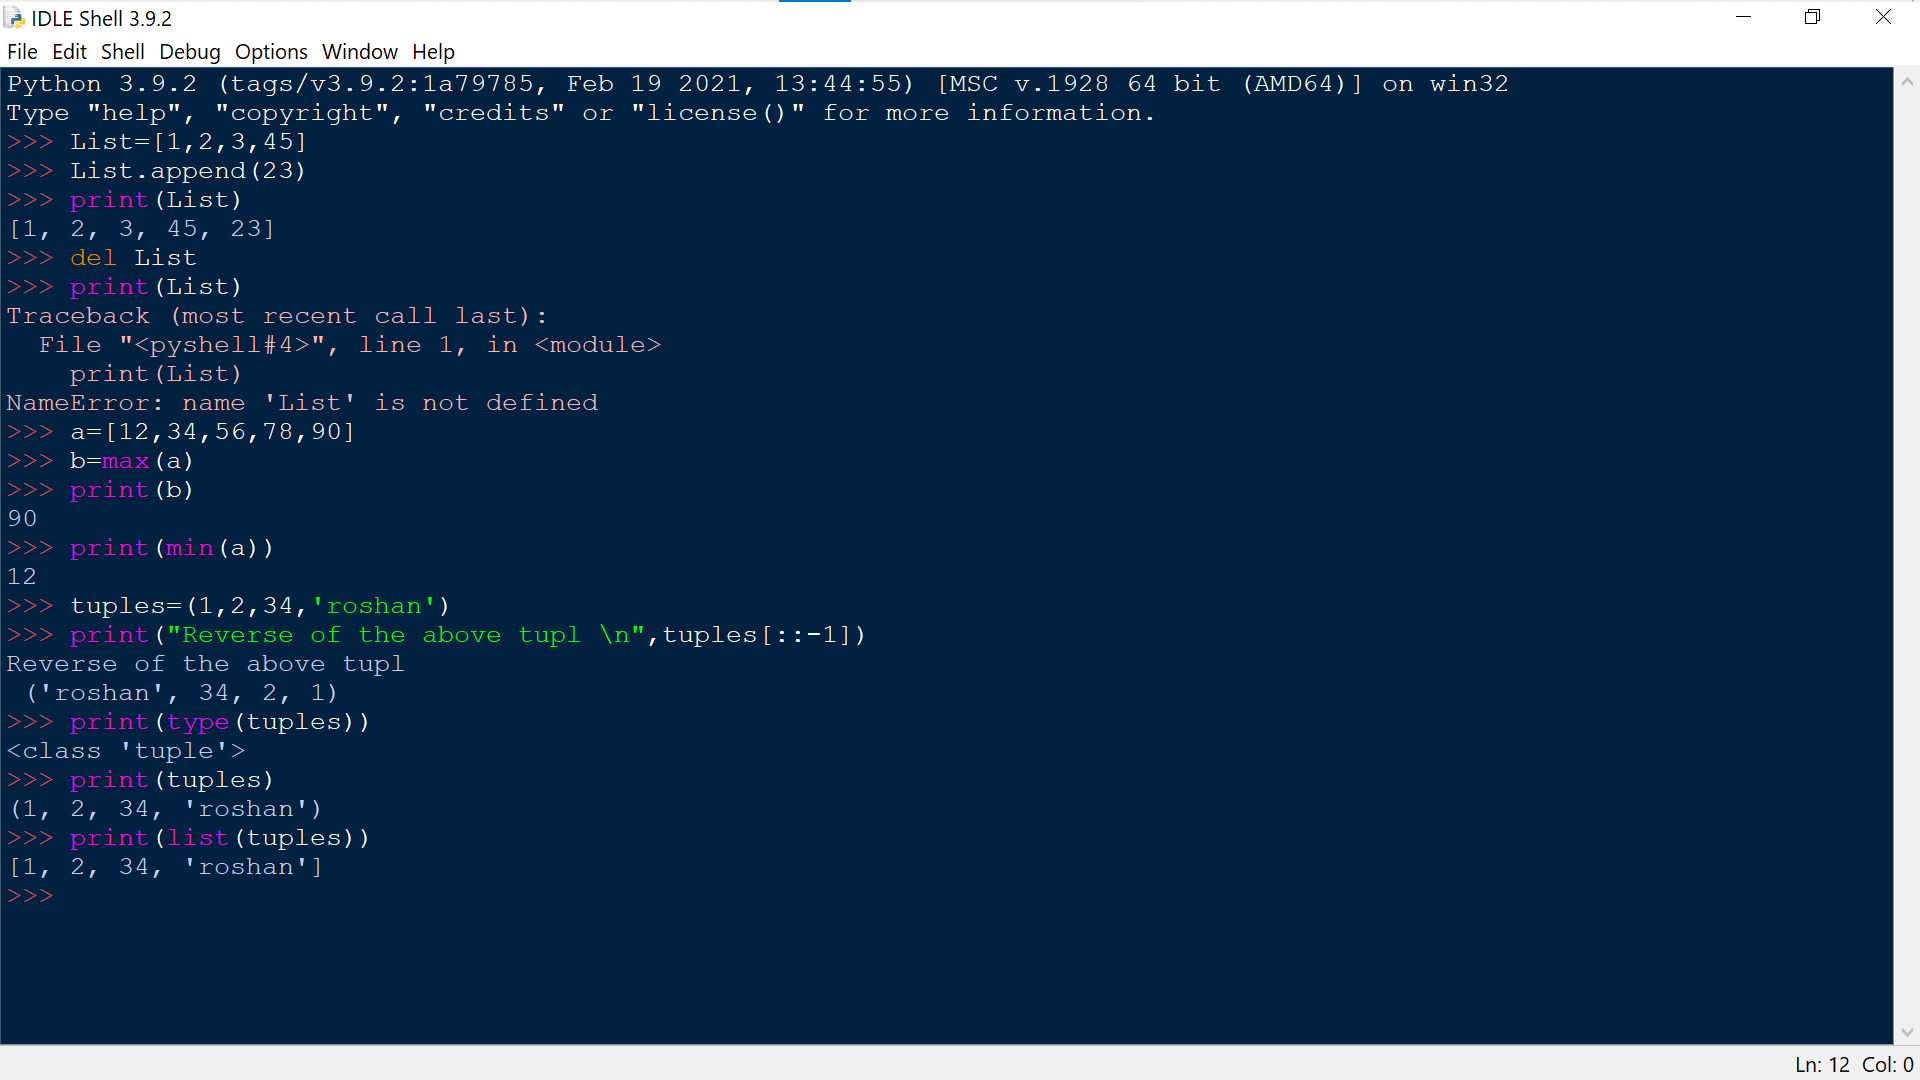 IDLE Shell 3.9.2
File Edit Shell Debug Options Window Help
Python 3.9.2 (tags/v3.9.2:1a79785, Feb 19 2021, 13:44:55) [MSC v.1928 64 bit (AMD64)] on win32
Type "help", "copyright", "credits" or "license()" for more information.
>>> List=[1,2,3,45]
>>> List.append(23)
>>> print(List)
[1, 2, 3, 45, 23]
>>> del List
>>> print(List)
Traceback (most recent call last):
  File "<pyshell#4>", line 1, in <module>
    print(List)
NameError: name 'List' is not defined
>>> a=[12,34,56,78,90]
>>> b=max(a)
>>> print(b)
90
>>> print(min(a))
12
>>> tuples=(1,2,34,'roshan')
>>> print("Reverse of the above tupl \n",tuples[::-1])
Reverse of the above tupl
 ('roshan', 34, 2, 1)
>>> print(type(tuples))
<class 'tuple'>
>>> print(tuples)
(1, 2, 34, 'roshan')
>>> print(list(tuples))
[1, 2, 34, 'roshan']
>>>
Ln: 12 Col: 0